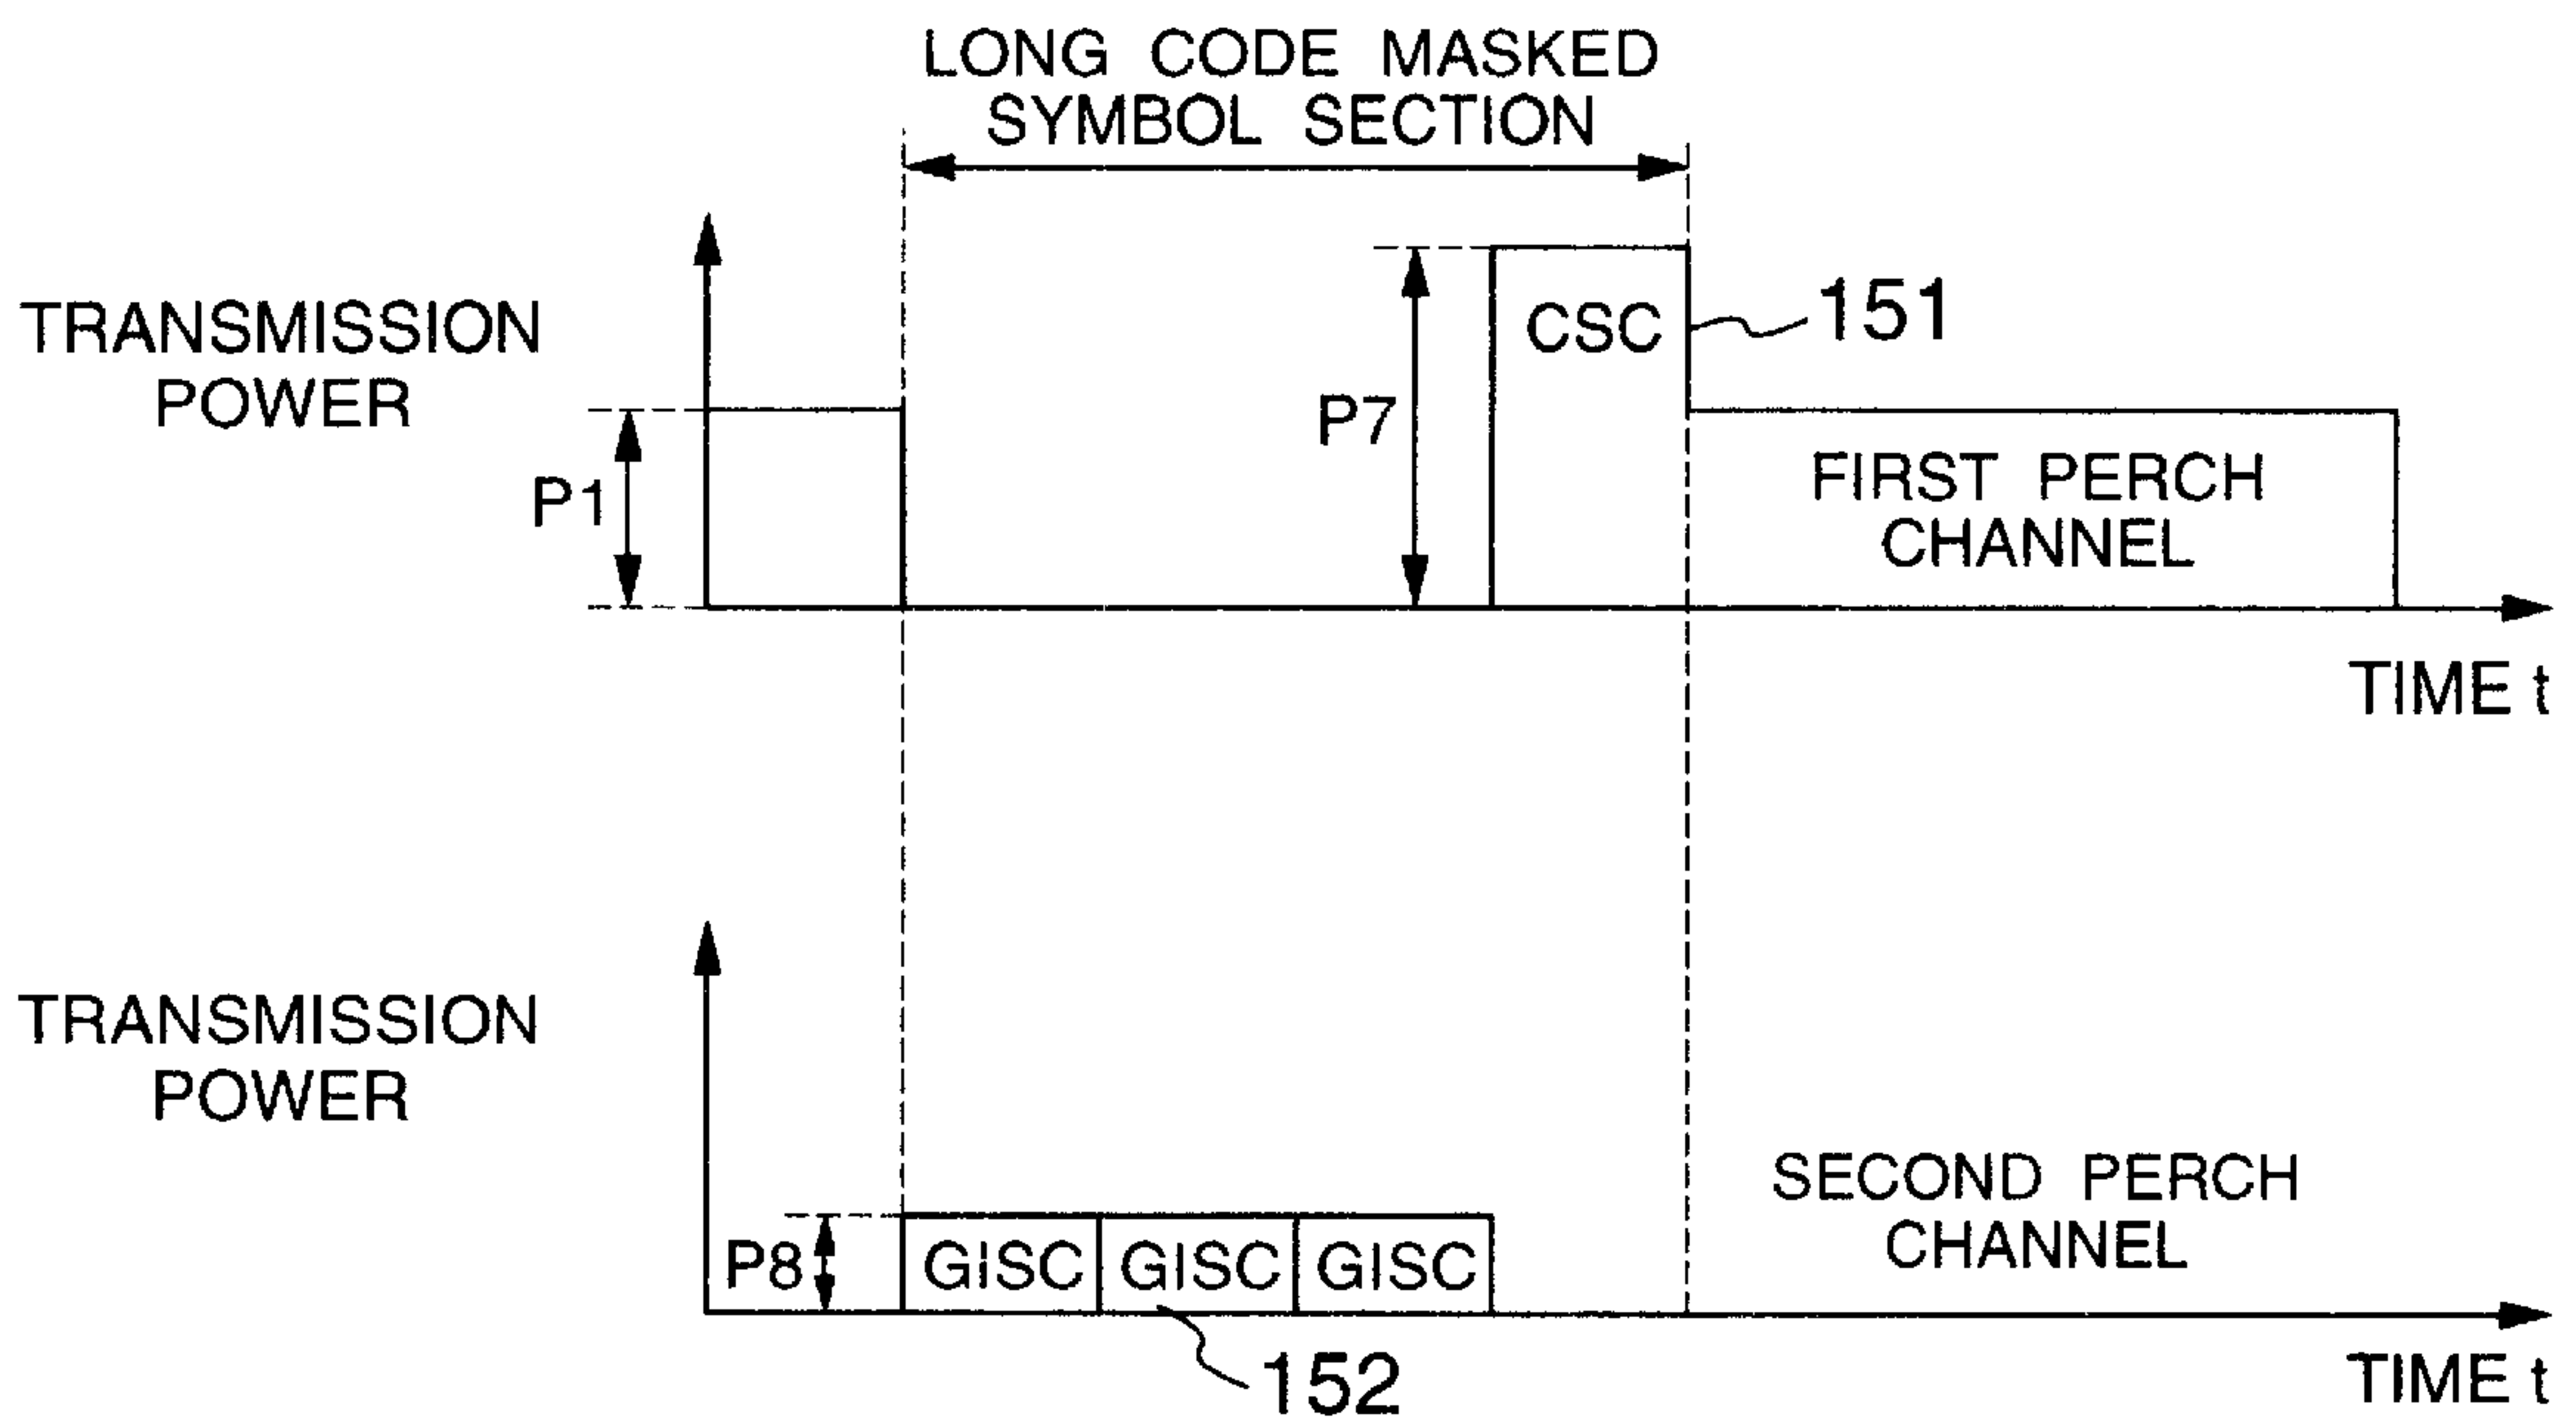 LONG CODE MASKED
SYMBOL SECTION
TRANSMISSION
POWER
P1
P7
CSC
151
FIRST PERCH
CHANNEL
TIME t
TRANSMISSION
POWER
P8
GISC GISC GISC
152
SECOND PERCH
CHANNEL
TIME t